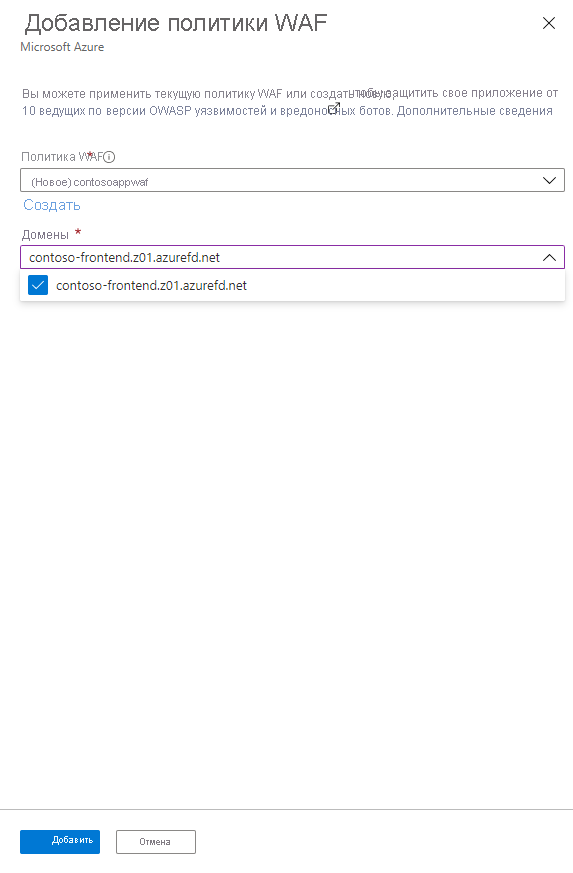 Добавление политики WAF
Microsoft Azure
Вы можете применить текущую политику WAF или создать новую, чтобы защитить свое приложение от
10 ведущих по версии OWASP уязвимостей и вредоносных ботов. Дополнительные сведения
Политика WAF *
(Новое) contosoappwaf
Создать
Домены *
contoso-frontend.z01.azurefd.net
contoso-frontend.z01.azurefd.net
Добавить
Отмена